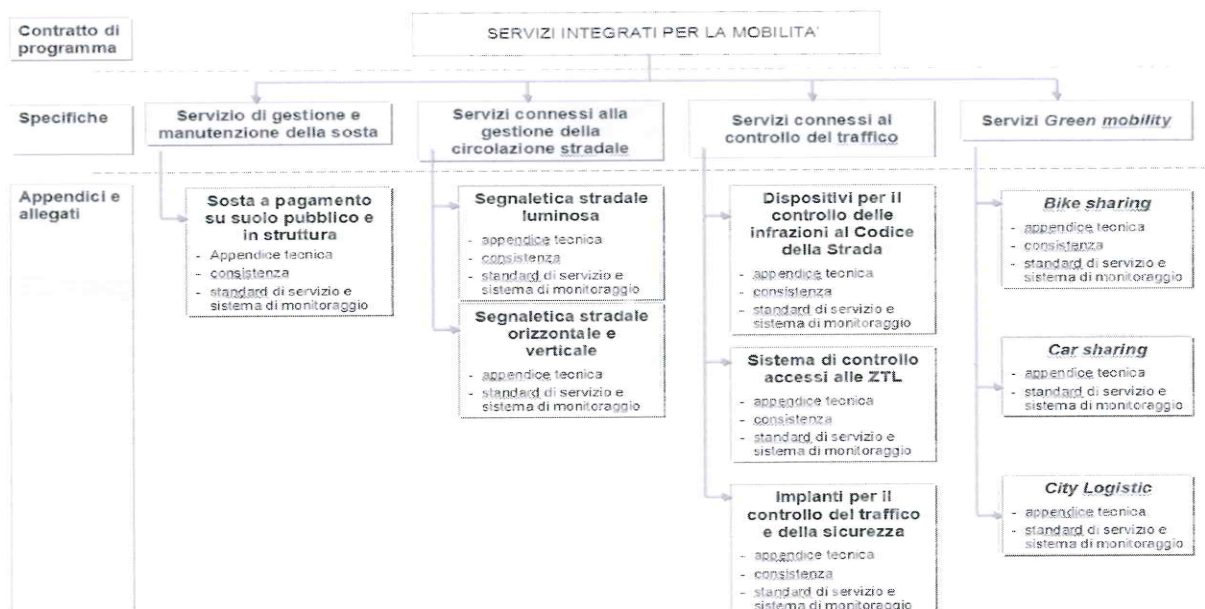 Contratto di
programma
SERVIZI INTEGRATI PER LA MOBILITA'
Specifiche
Servizio di gestione e
manutenzione della sosta
Servizi connessi alla
gestione della
circolazione stradale
Servizi connessi al
controllo del traffico
Servizi Green mobility
Appendici e
allegati
Sosta a pagamento
su suolo pubblico e
in struttura
- Appendice tecnica
- consistenza
- standard di servizio e
sistema di monitoraggio
Segnaletica stradale
luminosa
- appendice tecnica
- consistenza
- standard di servizio e
sistema di monitoraggio
Segnaletica stradale
orizzontale e
verticale
- appendice tecnica
- standard di servizio e
sistema di monitoraggio
Dispositivi per il
controllo delle
infrazioni al Codice
della Strada
- appendice tecnica
- consistenza
- standard di servizio e
sistema di monitoraggio
Sistema di controllo
accessi alle ZTL
- appendice tecnica
- consistenza
- standard di servizio e
sistema di monitoraggio
Impianti per il
controllo del traffico
e della sicurezza
- appendice tecnica
- consistenza
- standard di servizio e
sistema di monitoraggio
Bike sharing
- appendice tecnica
- consistenza
- standard di servizio e
sistema di monitoraggio
Car sharing
- appendice tecnica
- standard di servizio e
sistema di monitoraggio
City Logistic
- appendice tecnica
- standard di servizio e
sistema di monitoraggio